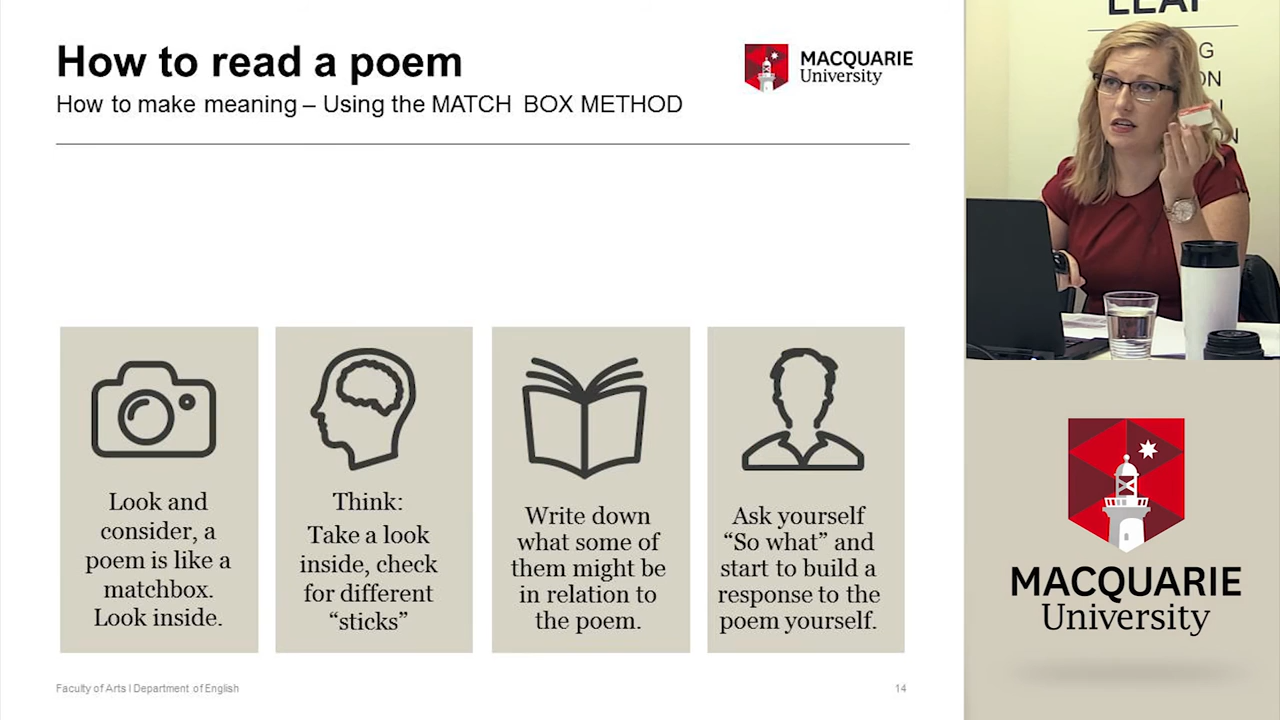 How to read a poem
How to make meaning – Using the MATCH BOX METHOD
MACQUARIE
University
Look and
consider, a
poem is like a
matchbox.
Look inside.
Think:
Take a look
inside, check
for different
“sticks”
Write down
what some of
them might be
in relation to
the poem.
Ask yourself
“So what” and
start to build a
response to the
poem yourself.
Faculty of Arts I Department of English
14
LEAP
G
ON
N
ON
MACQUARIE
University